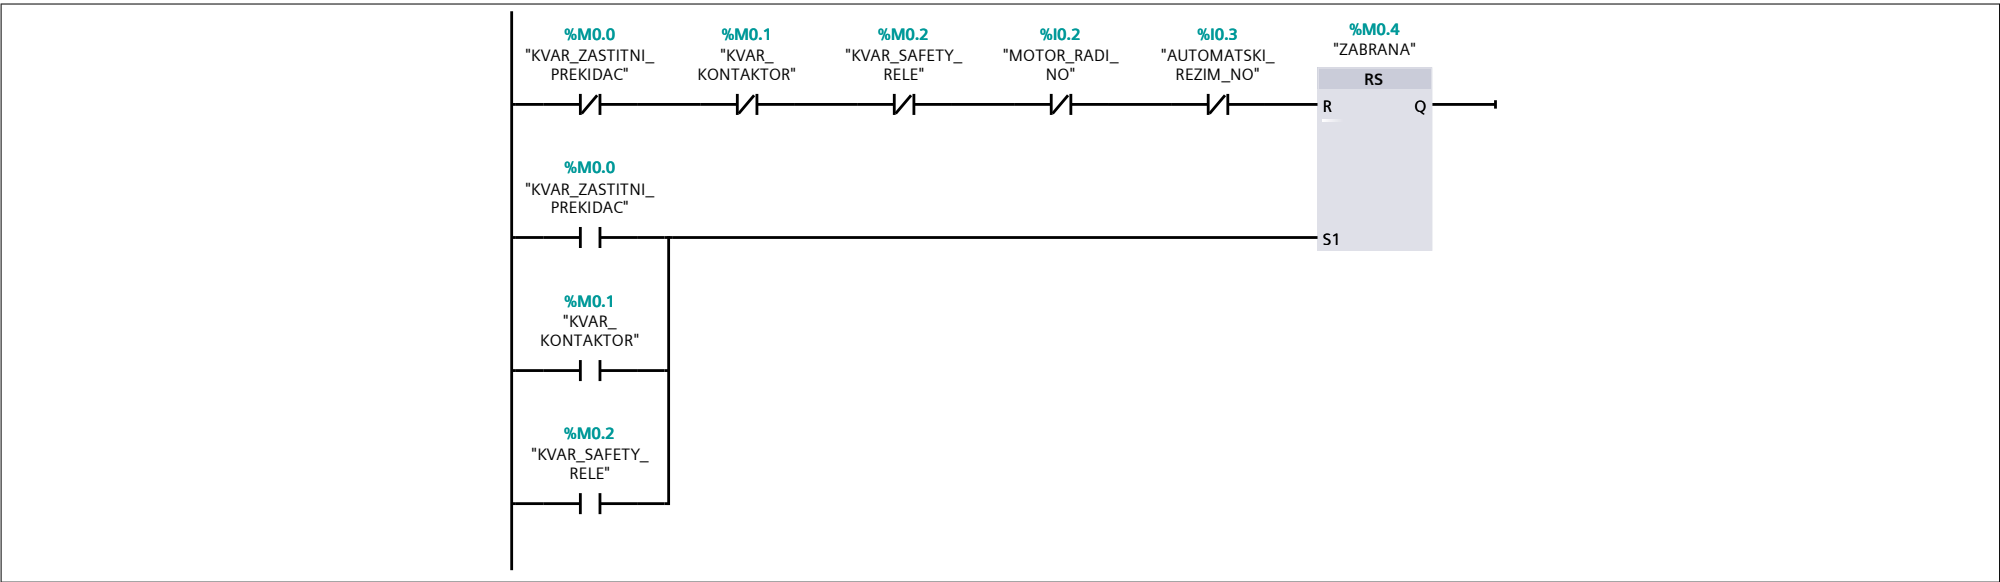 %M0.0
"KVAR_ZASTITNI_
PREKIDAC"
%M0.1
"KVAR_
KONTAKTOR"
%M0.2
"KVAR_SAFETY_
RELE"
%I0.2
"MOTOR_RADI_
NO"
%I0.3
"AUTOMATSKI_
REZIM_NO"
%M0.4
"ZABRANA"
RS
R
Q
%M0.0
"KVAR_ZASTITNI_
PREKIDAC"
S1
%M0.1
"KVAR_
KONTAKTOR"
%M0.2
"KVAR_SAFETY_
RELE"